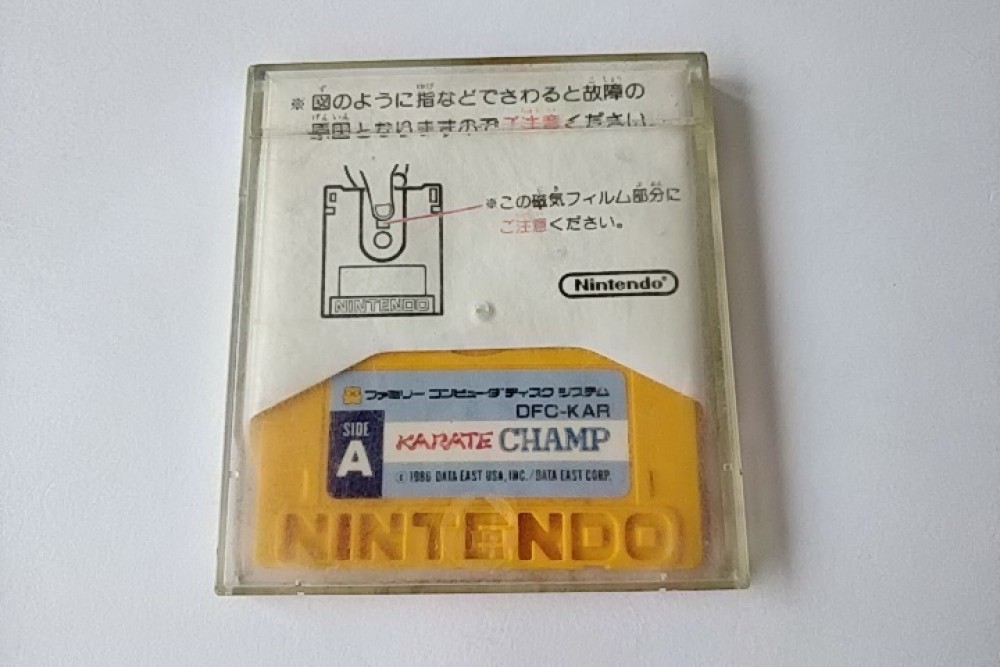 ※図のように指などでさわると故障の
原因となりますのでご注意ください。
※この磁気フィルム部分に
ご注意ください。
Nintendo®
NINTENDO
ファミリー コンピュータ ディスク システム
DFC-KAR
SIDE
A
KARATE CHAMP
© 1986 DATA EAST USA, INC./DATA EAST CORP.
NINTENDO